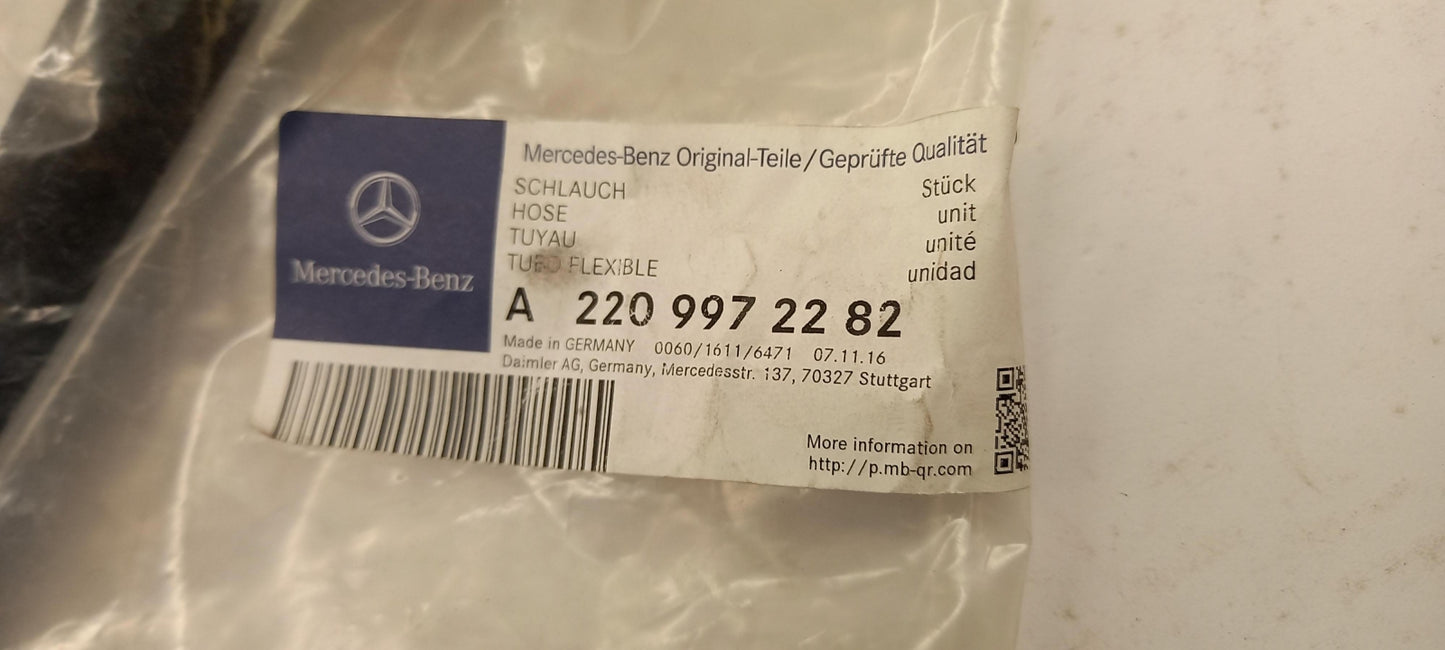 Mercedes-Benz
Mercedes-Benz Original-Teile/Geprüfte Qualität
SCHLAUCH Stück
HOSE unit
TUYAU unité
TUBO FLEXIBLE unidad
A 220 997 22 82
Made in GERMANY 0060/1611/6471 07.11.16
Daimler AG, Germany, Mercedesstr. 137, 70327 Stuttgart
More information on
http://p.mb-qr.com